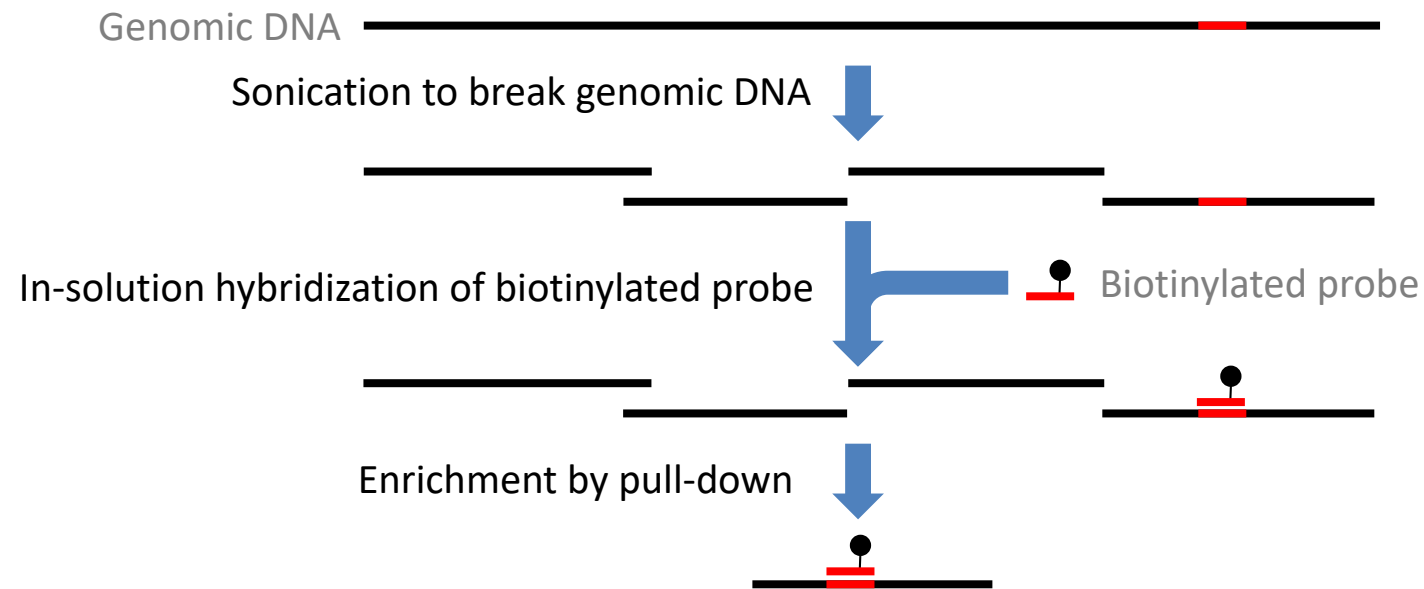 Genomic DNA
Sonication to break genomic DNA
In-solution hybridization of biotinylated probe
Biotinylated probe
Enrichment by pull-down